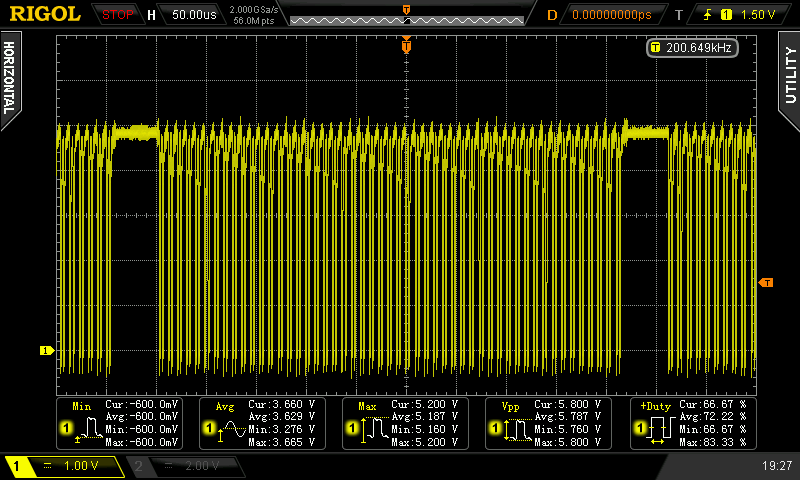 RIGOL STOP H 50.00us 2.000GSa/s 56.0M pts D 0.00000000ps T 1 1.50 V
T
T
HORIZONTAL
UTILITY
T 200.649kHz
T
1
Min Cur:-600.0mV
Avg:-600.0mV
1 Min:-600.0mV
Max:-600.0mV
Avg Cur:3.660 V
Avg:3.629 V
1 Min:3.276 V
Max:3.665 V
Max Cur:5.200 V
Avg:5.187 V
1 Min:5.160 V
Max:5.200 V
Vpp Cur:5.800 V
Avg:5.787 V
1 Min:5.760 V
Max:5.800 V
+Duty Cur:66.67 %
Avg:72.22 %
1 Min:66.67 %
Max:83.33 %
1 1.00 V 2 2.00 V 19:27